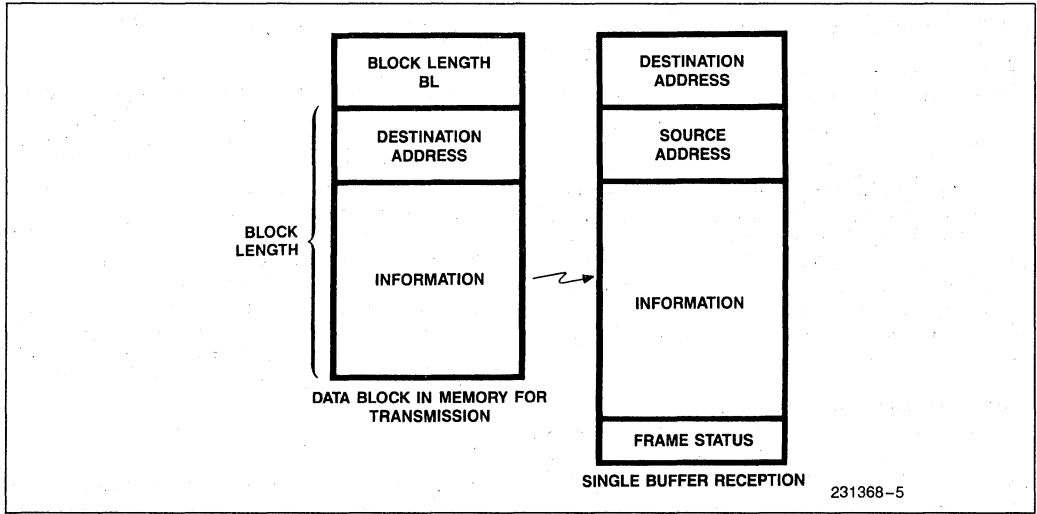 BLOCK LENGTH
BL
DESTINATION
ADDRESS
BLOCK
LENGTH
INFORMATION
DATA BLOCK IN MEMORY FOR
TRANSMISSION
DESTINATION
ADDRESS
SOURCE
ADDRESS
INFORMATION
FRAME STATUS
SINGLE BUFFER RECEPTION
231368–5